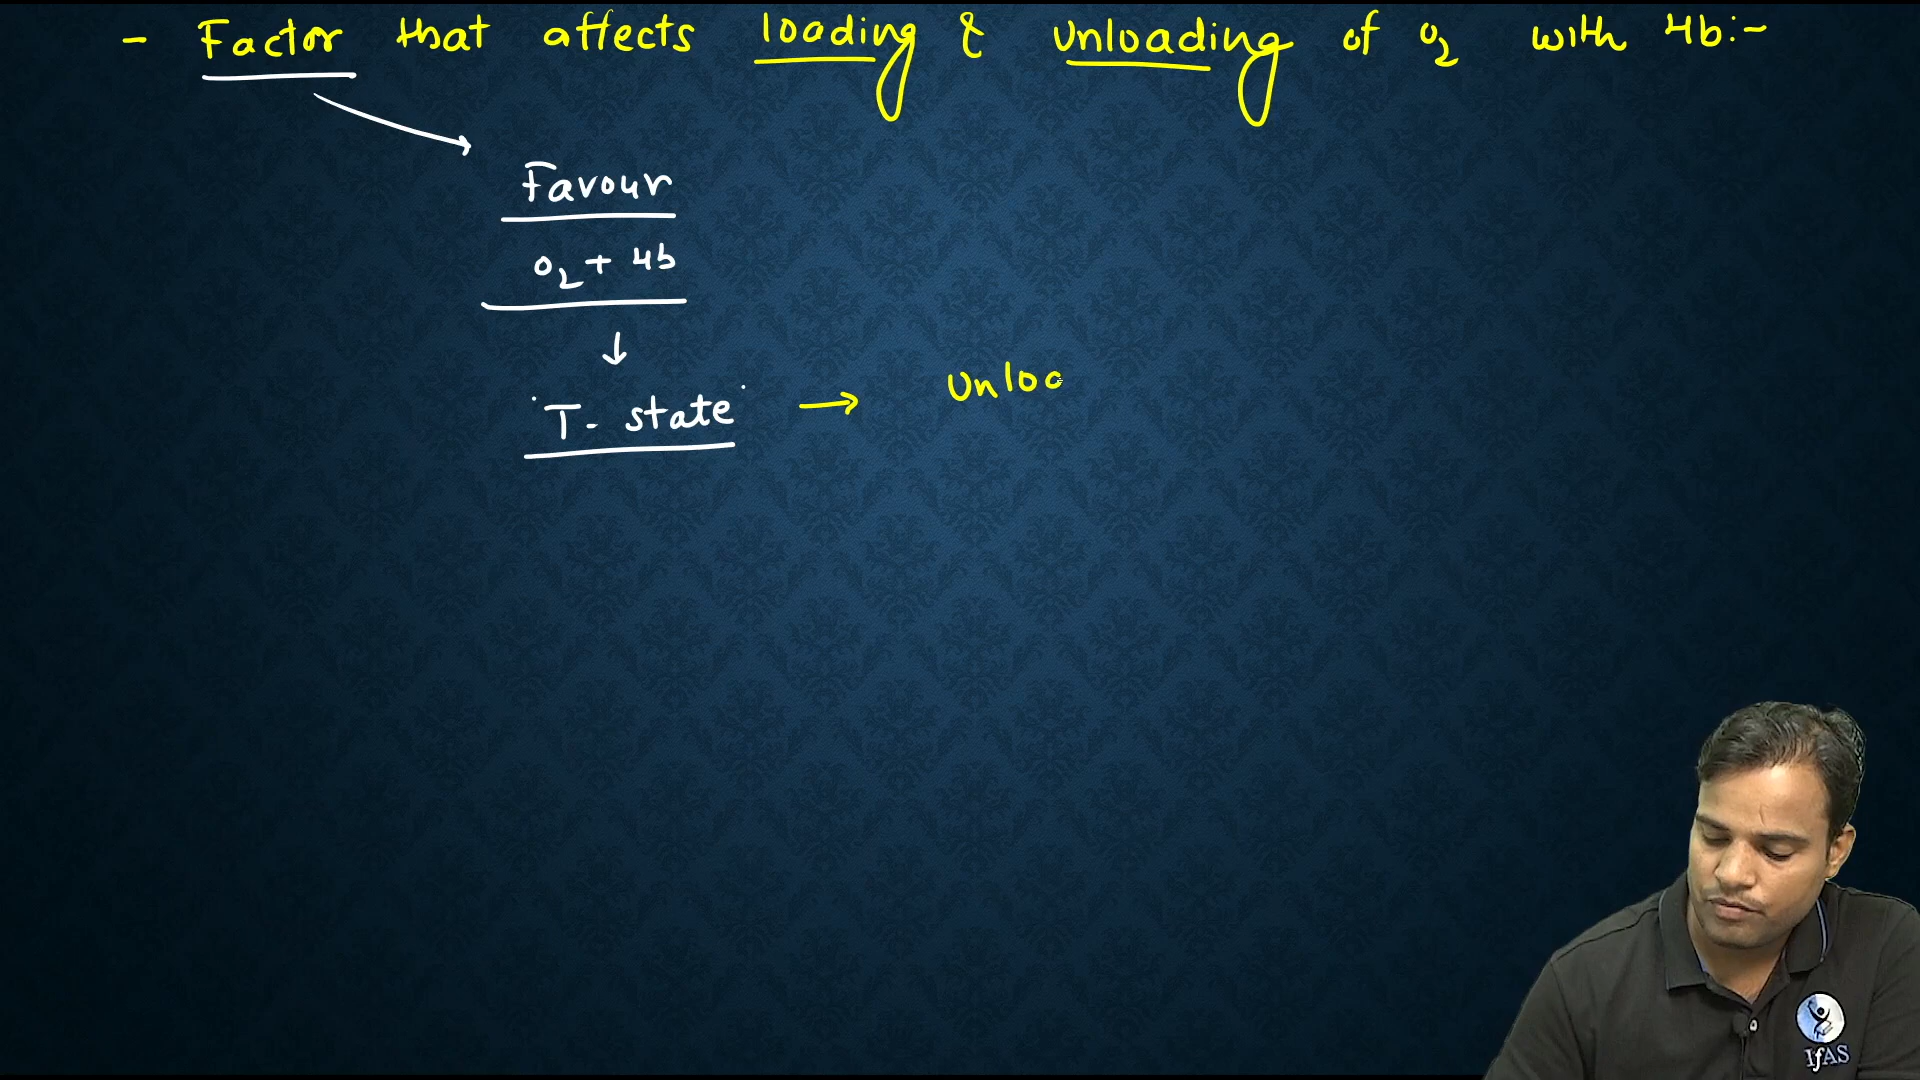 - Factor that affects loading & unloading of O2 with Hb:-
Favour
O2 + Hb
↓
"T- state" → Unloa
IfAS